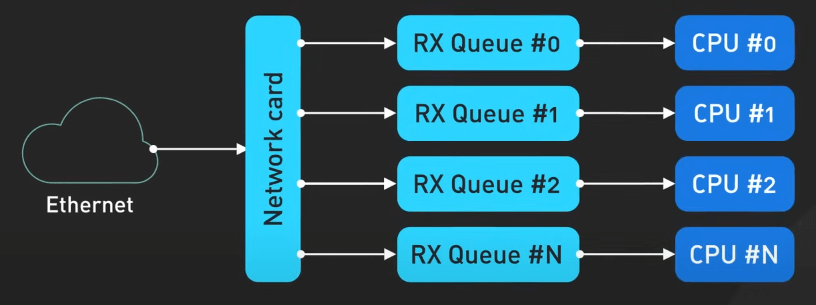 Ethernet
Network card
RX Queue #0
CPU #0
RX Queue #1
CPU #1
RX Queue #2
CPU #2
RX Queue #N
CPU #N